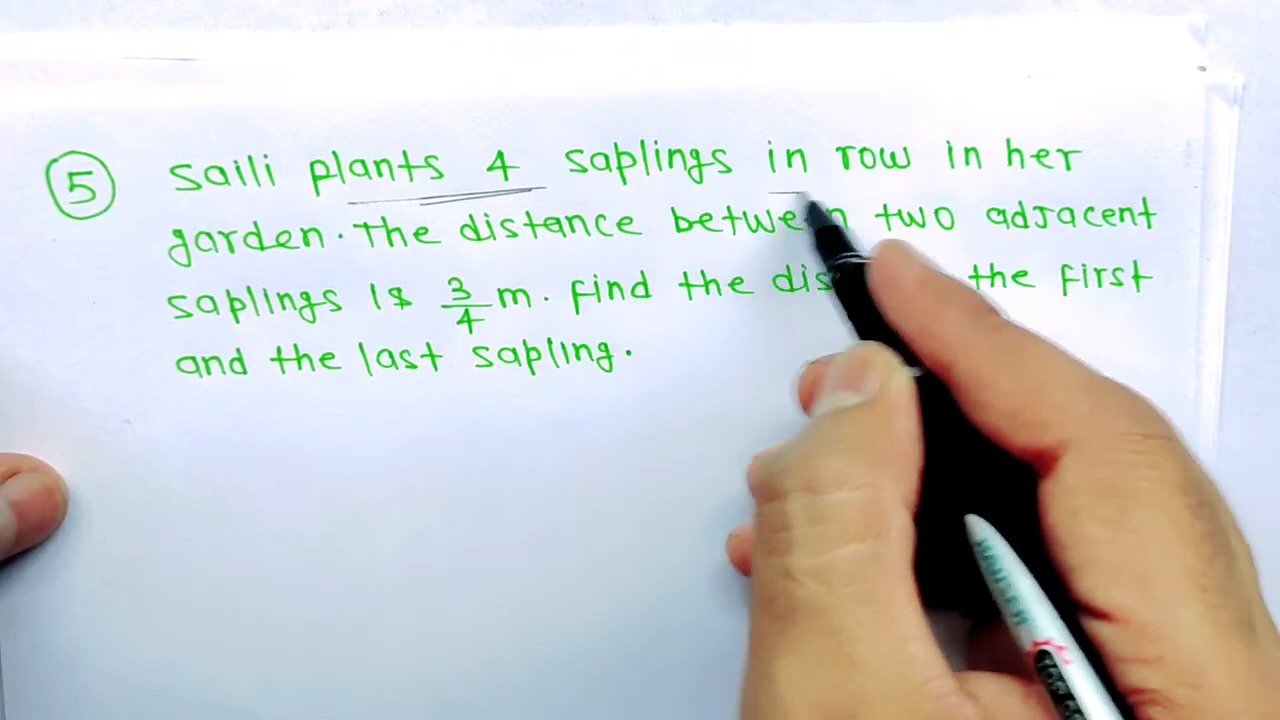 5 Saili plants 4 saplings in row in her
garden. The distance between two adjacent
saplings is 3/4 m. find the the first
and the last sapling.